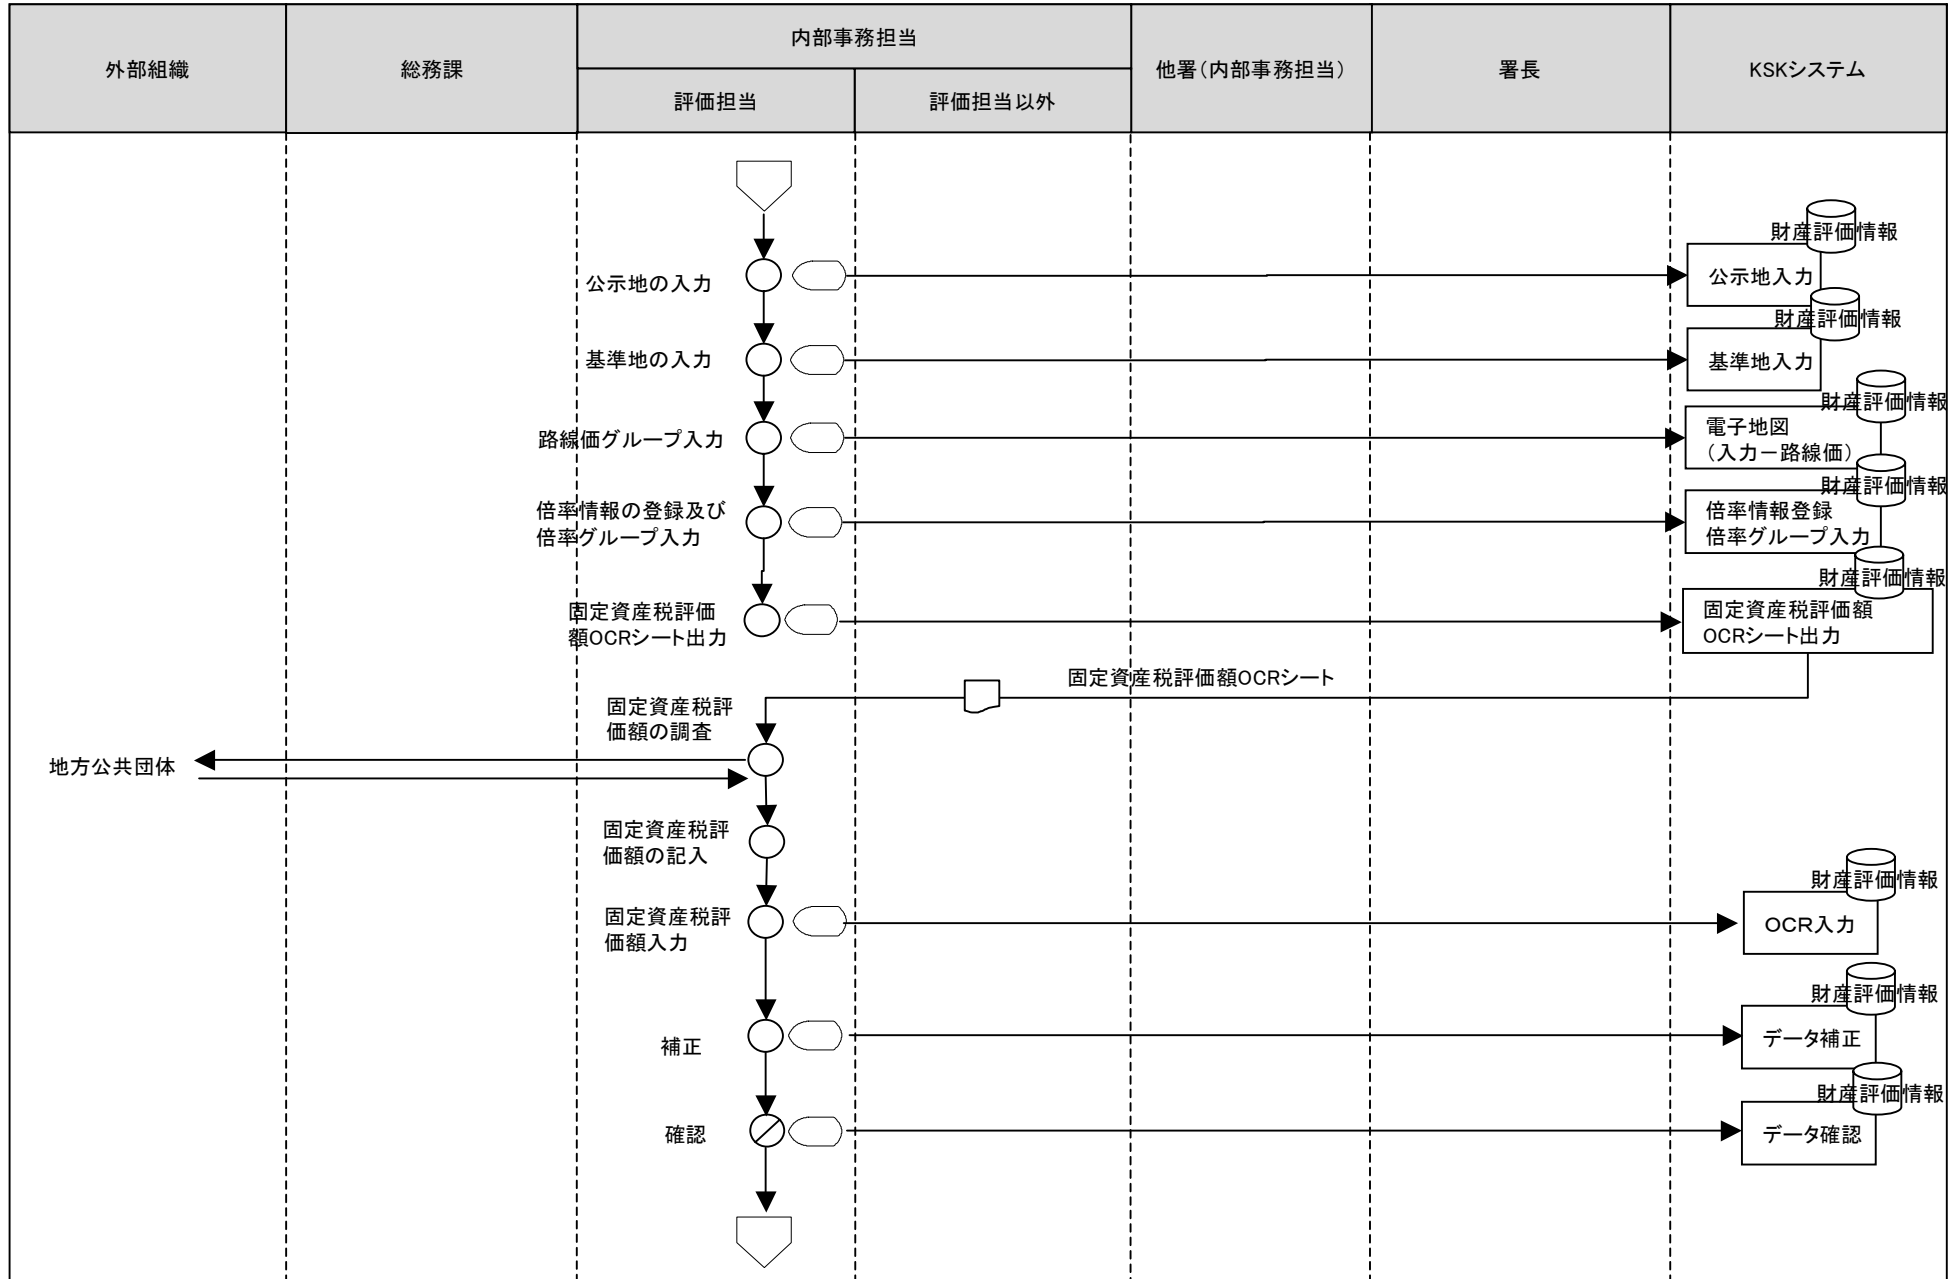 外部組織
総務課
内部事務担当
評価担当
評価担当以外
他署（内部事務担当）
署長
KSKシステム
財産評価情報
公示地の入力
公示地入力
財産評価情報
基準地の入力
基準地入力
財産評価情報
路線価グループ入力
電子地図
（入力－路線価）
財産評価情報
倍率情報の登録及び
倍率グループ入力
倍率情報登録
倍率グループ入力
財産評価情報
固定資産税評価
額OCRシート出力
固定資産税評価額
OCRシート出力
固定資産税評価額OCRシート
固定資産税評
価額の調査
地方公共団体
固定資産税評
価額の記入
財産評価情報
固定資産税評
価額入力
OCR入力
財産評価情報
補正
データ補正
財産評価情報
確認
データ確認